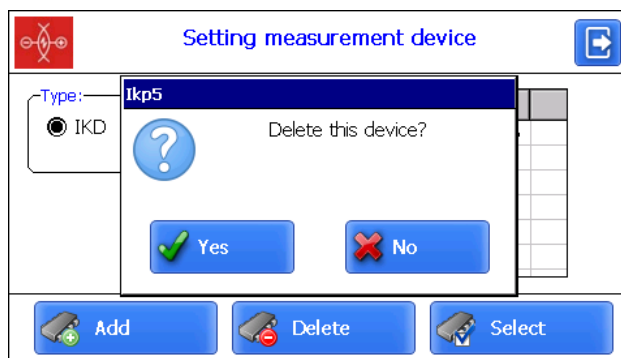 Setting measurement device
Type:
IKD
Ikp5
Delete this device?
Yes
No
Add
Delete
Select